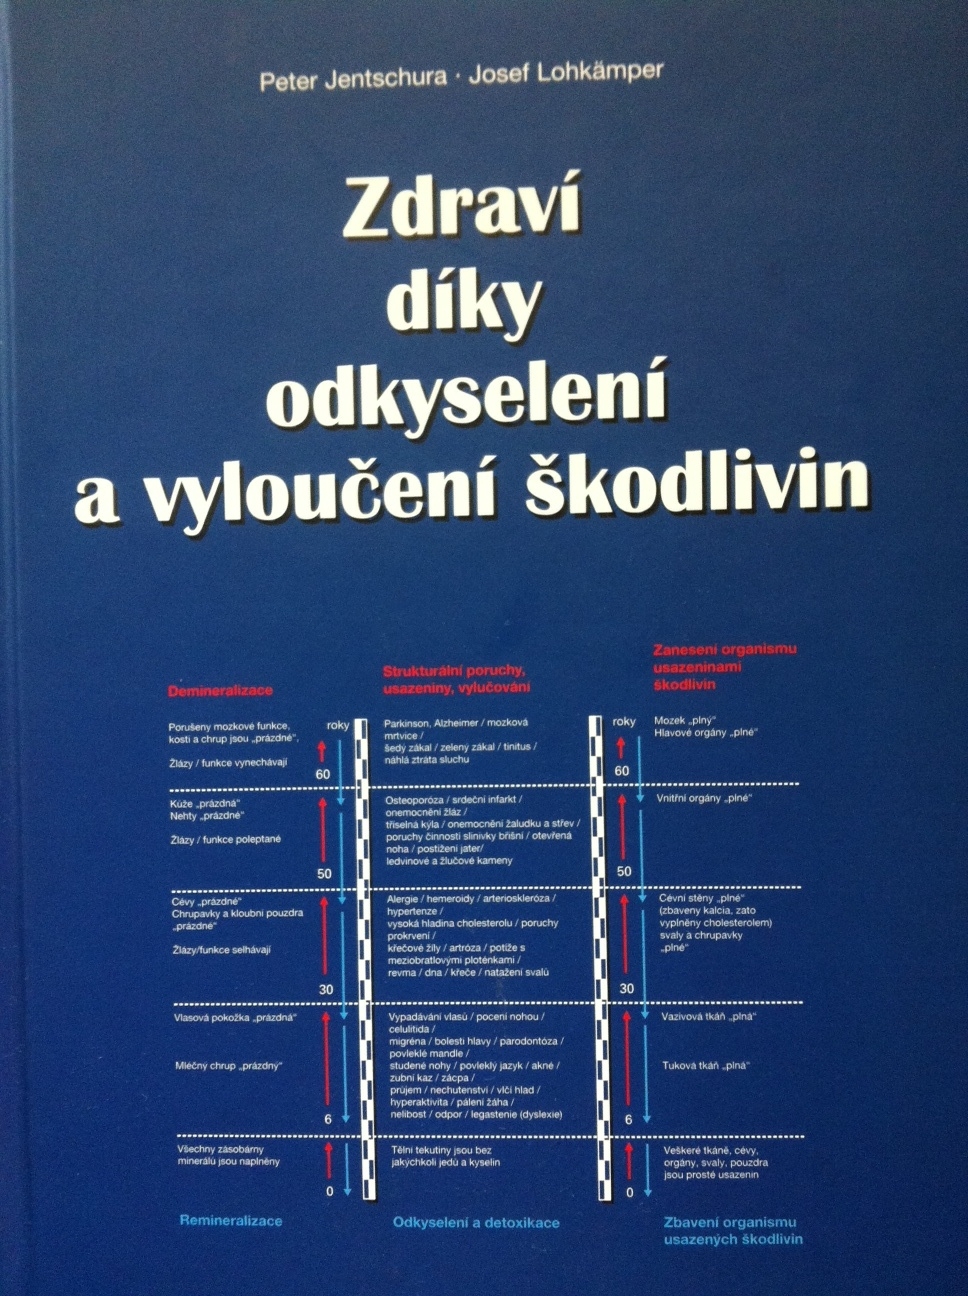 Peter Jentschura · Josef Lohkämper
Zdraví
díky
odkyselení
a vyloučení škodlivin
Demineralizace
Strukturální poruchy,
usazeniny, vylučování
Zanesení organismu
usazeninami
škodlivin
Porušeny mozkové funkce,
kosti a chrup jsou „prázdné“,
Žlázy / funkce vynechávají
roky
60
Parkinson, Alzheimer / mozková
mrtvice /
šedý zákal / zelený zákal / tinitus /
náhlá ztráta sluchu
roky
60
Mozek „plný“
Hlavové orgány „plné“
Kůže „prázdná“
Nehty „prázdné“
Žlázy / funkce poleptané
50
Osteoporóza / srdeční infarkt /
onemocnění žláz /
tříselná kýla / onemocnění žaludku a střev /
poruchy činnosti slinivky břišní / otevřená
noha / postižení jater/
ledvinové a žlučové kameny
50
Vnitřní orgány „plné“
Cévy „prázdné“
Chrupavky a kloubní pouzdra
„prázdné“
Žlázy/funkce selhávají
30
Alergie / hemeroidy / arterioskleróza /
hypertenze /
vysoká hladina cholesterolu / poruchy
prokrvení /
křečové žíly / artróza / potíže s
meziobratlovými ploténkami /
revma / dna / křeče / natažení svalů
30
Cévní stěny „plné“
(zbaveny kalcia, zato
vyplněny cholesterolem)
svaly a chrupavky
„plné“
Vlasová pokožka „prázdná“
Mléčný chrup „prázdný“
6
Vypadávání vlasů / pocení nohou /
celulitida /
migréna / bolesti hlavy / parodontóza /
povleklé mandle /
studené nohy / povleklý jazyk / akné /
zubní kaz / zácpa /
průjem / nechutenství / vlčí hlad /
hyperaktivita / pálení žáha /
nelibost / odpor / legastenie (dyslexie)
6
Vazivová tkáň „plná“
Tuková tkáň „plná“
Všechny zásobárny
minerálů jsou naplněny
0
Tělní tekutiny jsou bez
jakýchkoli jedů a kyselin
0
Veškeré tkáně, cévy,
orgány, svaly, pouzdra
jsou prosté usazenin
Remineralizace
Odkyselení a detoxikace
Zbavení organismu
usazených škodlivin